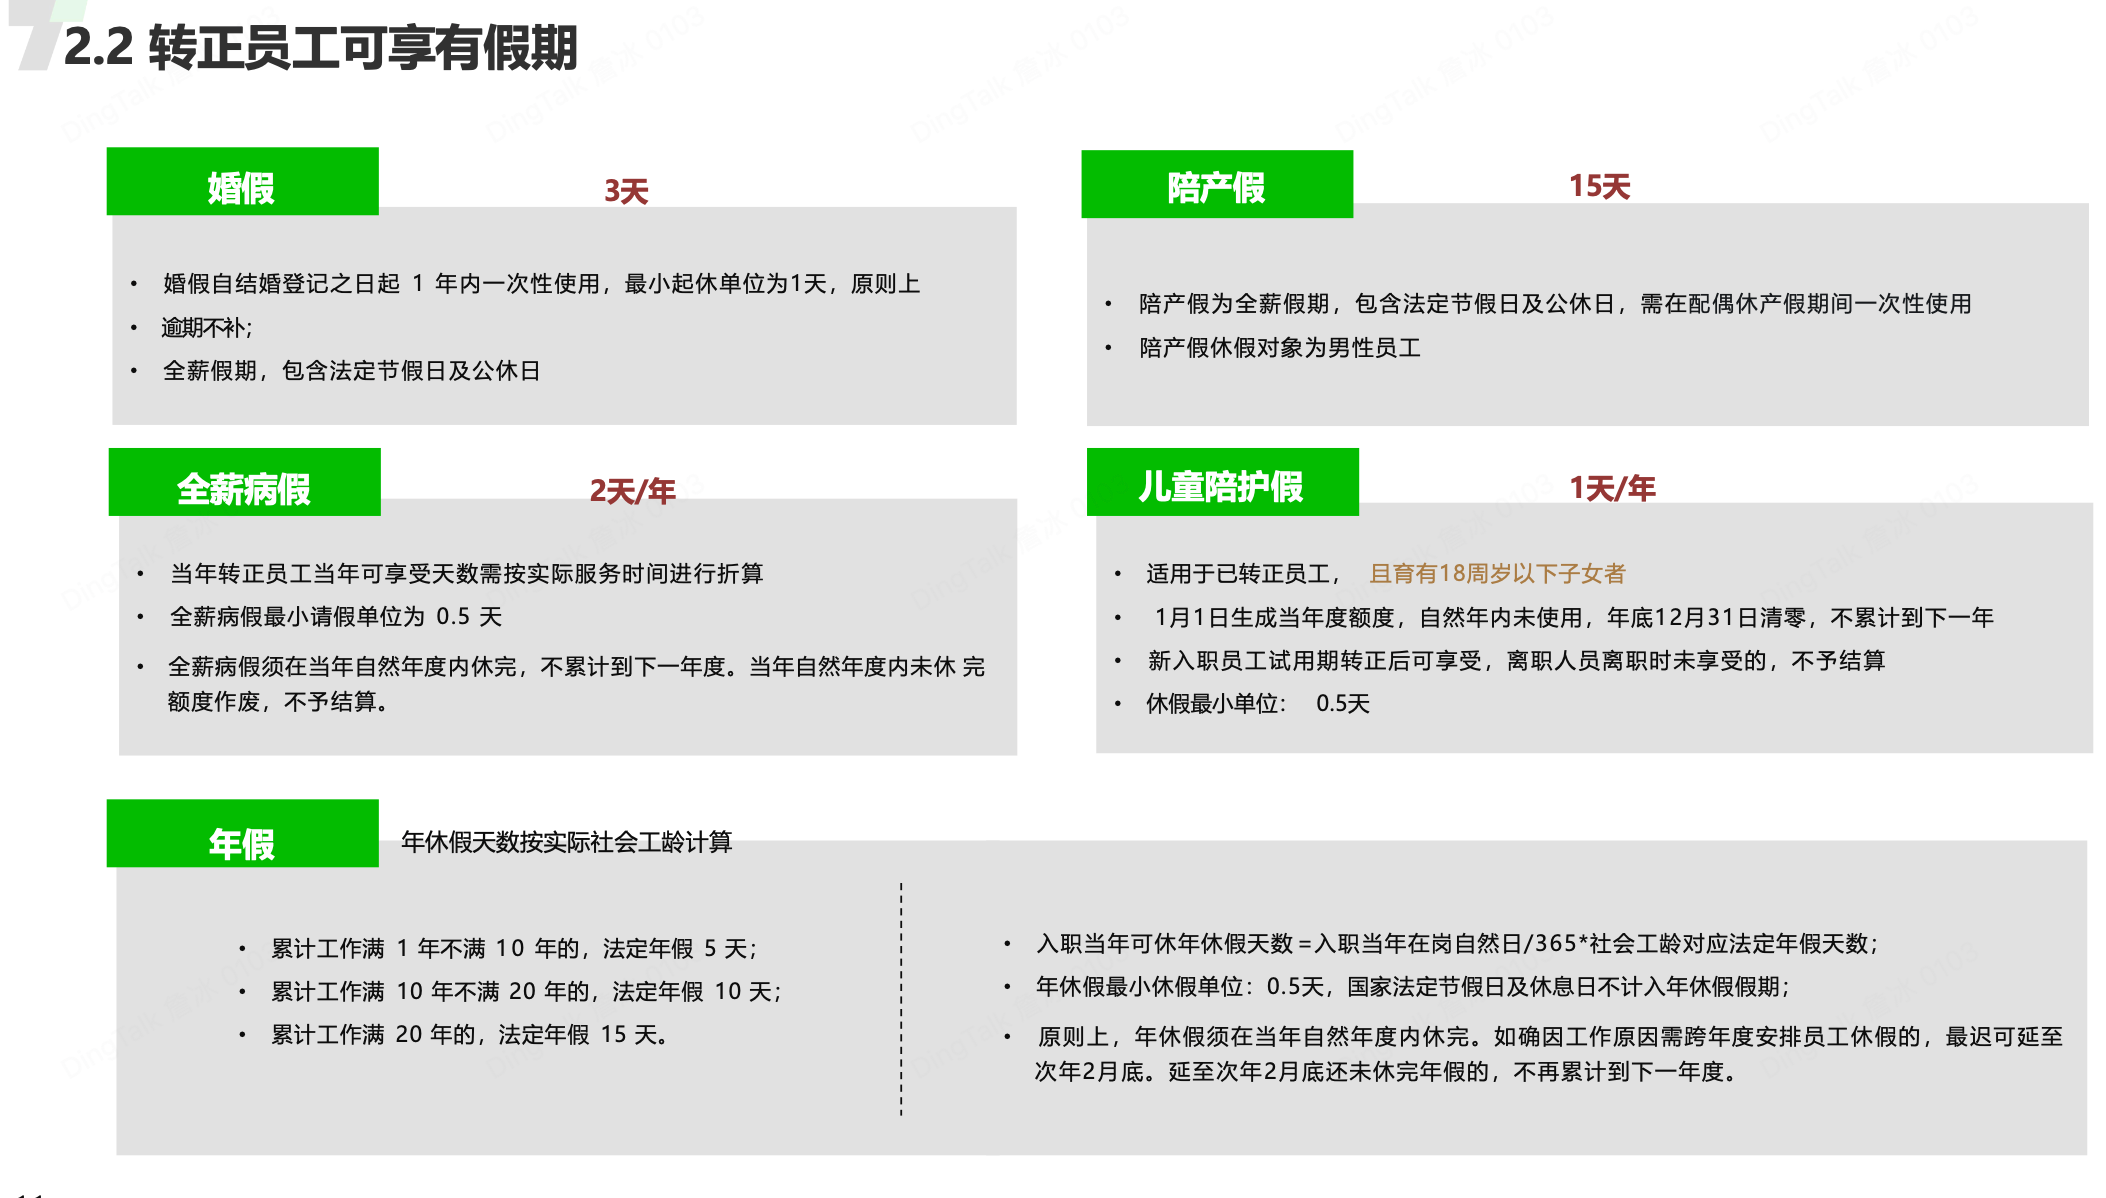 2.2 转正员工可享有假期
婚假
3天
• 婚假自结婚登记之日起 1 年内一次性使用，最小起休单位为1天，原则上
• 逾期不补；
• 全薪假期，包含法定节假日及公休日
陪产假
15天
• 陪产假为全薪假期，包含法定节假日及公休日，需在配偶休产假期间一次性使用
• 陪产假休假对象为男性员工
全薪病假
2天/年
• 当年转正员工当年可享受天数需按实际服务时间进行折算
• 全薪病假最小请假单位为 0.5 天
• 全薪病假须在当年自然年度内休完，不累计到下一年度。当年自然年度内未休 完
额度作废，不予结算。
儿童陪护假
1天/年
• 适用于已转正员工， 且育有18周岁以下子女者
• 1月1日生成当年度额度，自然年内未使用，年底12月31日清零，不累计到下一年
• 新入职员工试用期转正后可享受，离职人员离职时未享受的，不予结算
• 休假最小单位： 0.5天
年假
年休假天数按实际社会工龄计算
• 累计工作满 1 年不满 10 年的，法定年假 5 天；
• 累计工作满 10 年不满 20 年的，法定年假 10 天；
• 累计工作满 20 年的，法定年假 15 天。
• 入职当年可休年休假天数=入职当年在岗自然日/365*社会工龄对应法定年假天数；
• 年休假最小休假单位：0.5天，国家法定节假日及休息日不计入年休假假期；
• 原则上，年休假须在当年自然年度内休完。如确因工作原因需跨年度安排员工休假的，最迟可延至
次年2月底。延至次年2月底还未休完年假的，不再累计到下一年度。